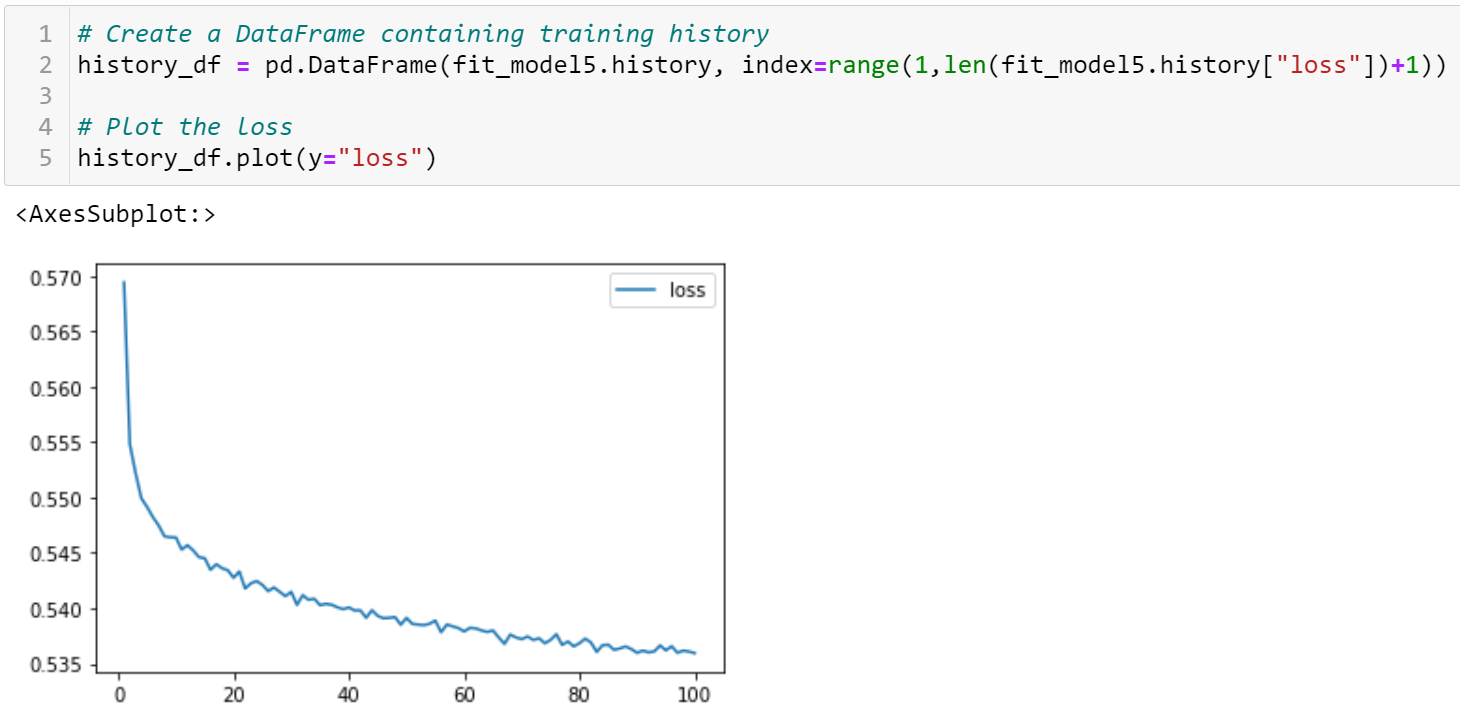 1 # Create a DataFrame containing training history
2 history_df = pd.DataFrame(fit_model5.history, index=range(1,len(fit_model5.history["loss"])+1))
3
4 # Plot the loss
5 history_df.plot(y="loss")
<AxesSubplot:>
loss
0.570
0.565
0.560
0.555
0.550
0.545
0.540
0.535
0 20 40 60 80 100